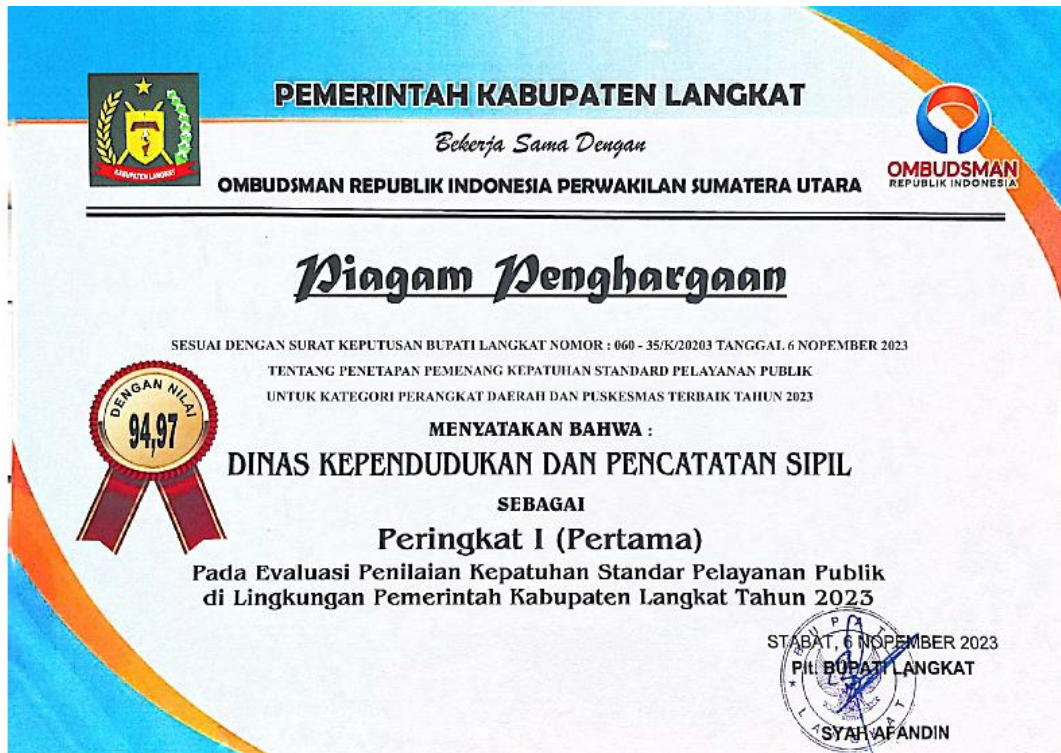 PEMERINTAH KABUPATEN LANGKAT
Bekerja Sama Dengan
OMBUDSMAN REPUBLIK INDONESIA PERWAKILAN SUMATERA UTARA
KABUPATEN LANGKAT
OMBUDSMAN
REPUBLIK INDONESIA
Piagam Penghargaan
SESUAI DENGAN SURAT KEPUTUSAN BUPATI LANGKAT NOMOR : 060 - 35/K/20203 TANGGAL 6 NOPEMBER 2023
TENTANG PENETAPAN PEMENANG KEPATUHAN STANDARD PELAYANAN PUBLIK
UNTUK KATEGORI PERANGKAT DAERAH DAN PUSKESMAS TERBAIK TAHUN 2023
DENGAN NILAI
94,97
MENYATAKAN BAHWA :
DINAS KEPENDUDUKAN DAN PENCATATAN SIPIL
SEBAGAI
Peringkat I (Pertama)
Pada Evaluasi Penilaian Kepatuhan Standar Pelayanan Publik
di Lingkungan Pemerintah Kabupaten Langkat Tahun 2023
STABAT, 6 NOPEMBER 2023
Plt. BUPATI LANGKAT
BUPATI
LANGKAT
SYAH AFANDIN